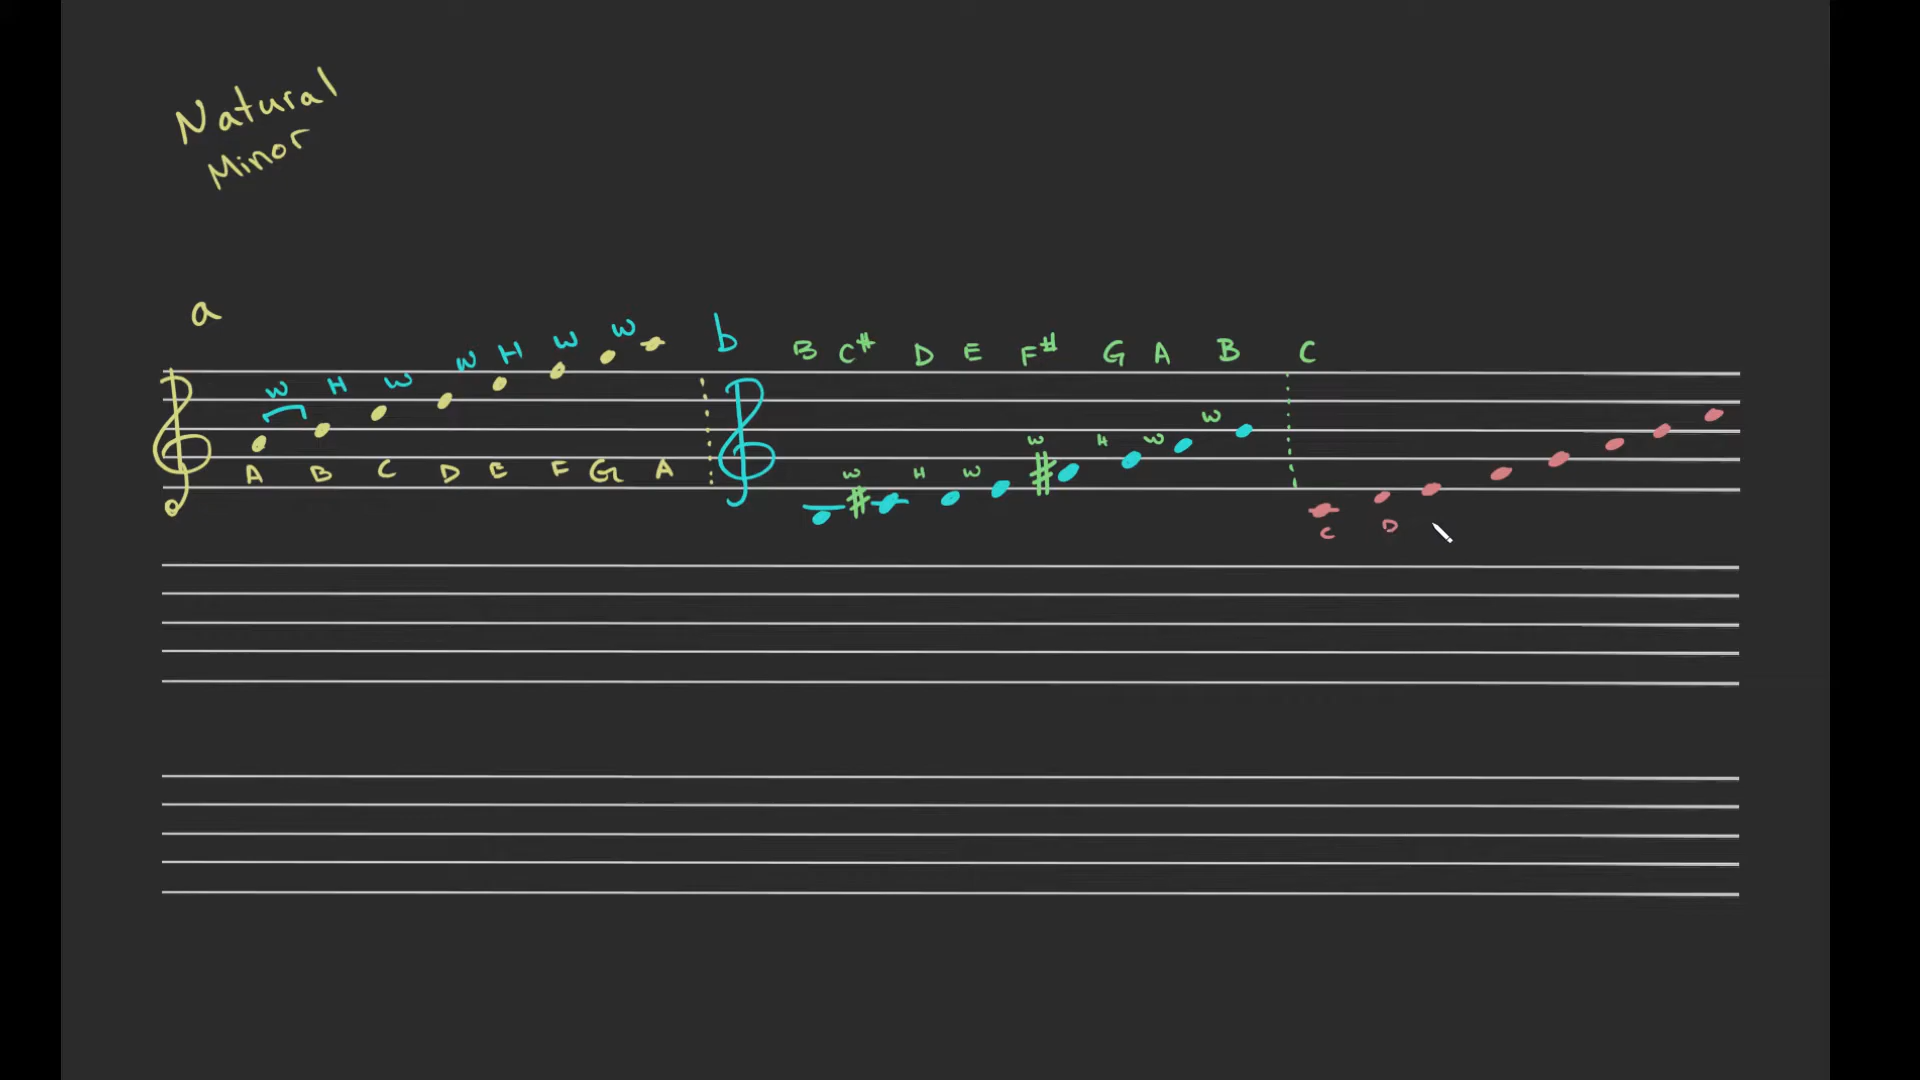 Natural
Minor
a
W H W W H W W
A B C D E F G A
b
B C# D E F# G A B
W H W W H W W
C
C D